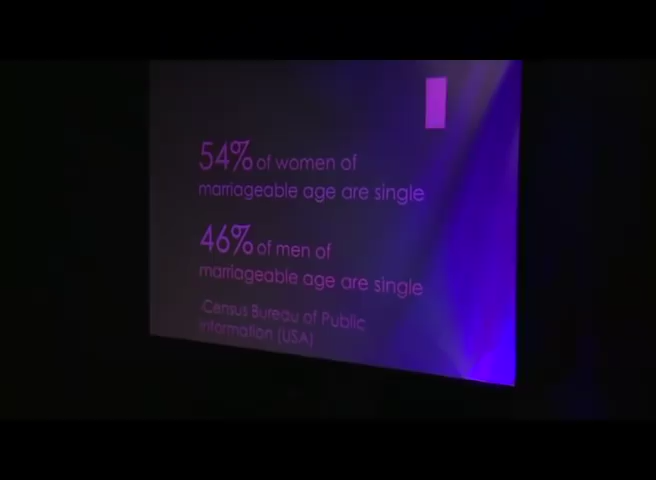 54% of women of
marriageable age are single
46% of men of
marriageable age are single
-Census Bureau of Public
Information (USA)